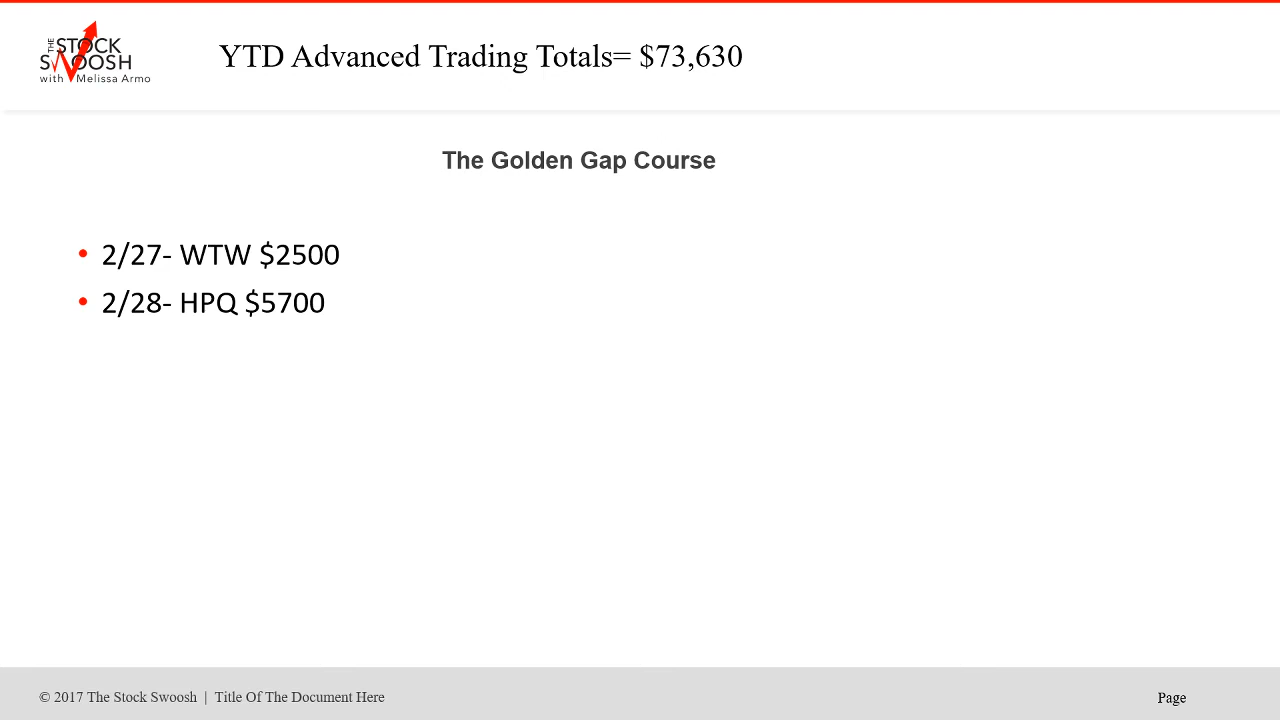 THE
STOCK
SWOOSH
with Melissa Armo
YTD Advanced Trading Totals= $73,630
The Golden Gap Course
• 2/27- WTW $2500
• 2/28- HPQ $5700
© 2017 The Stock Swoosh | Title Of The Document Here
Page